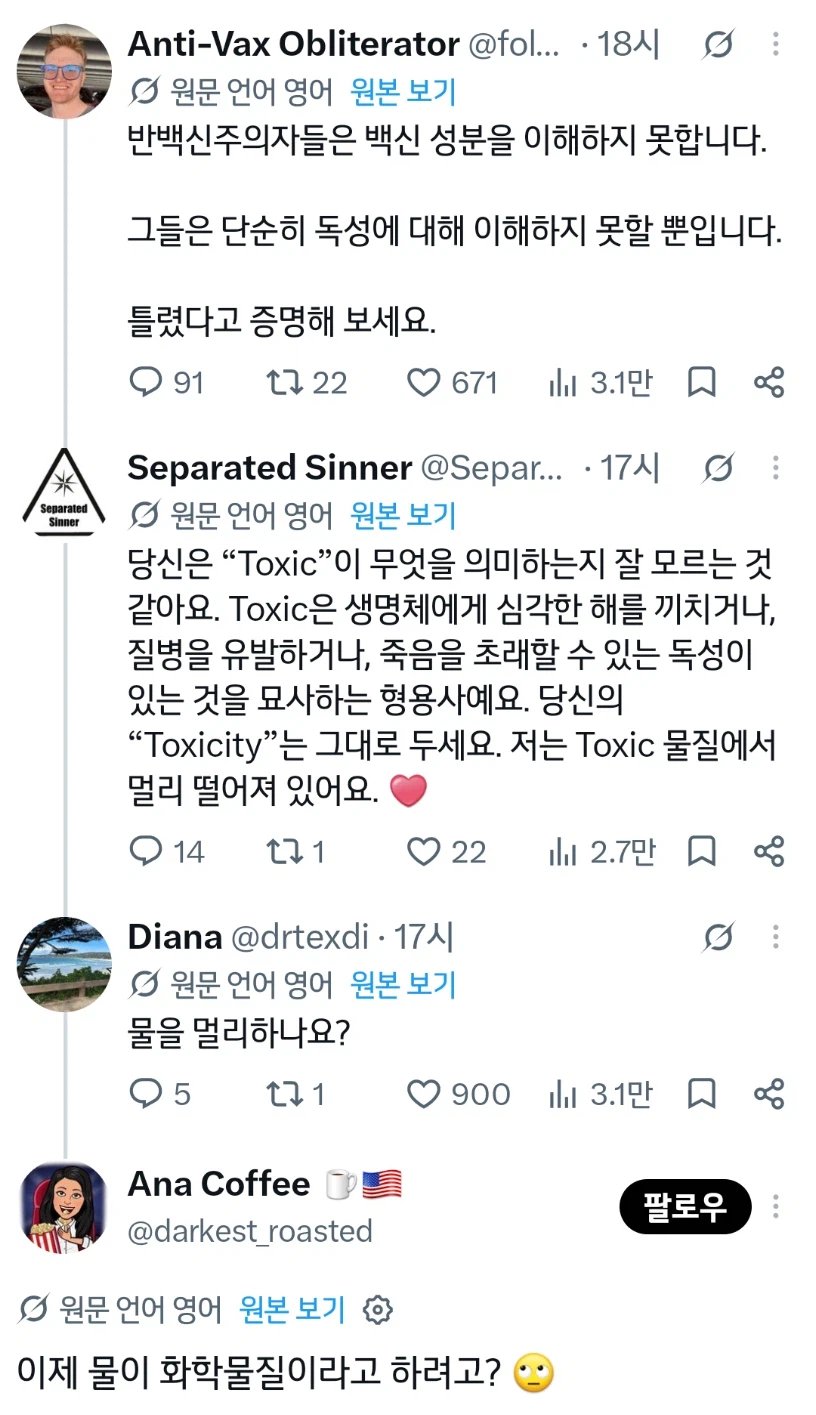 Anti-Vax Obliterator @fol... · 18시
원문 언어 영어 원본 보기
반백신주의자들은 백신 성분을 이해하지 못합니다.
그들은 단순히 독성에 대해 이해하지 못할 뿐입니다.
틀렸다고 증명해 보세요.
91 22 671 3.1만
Separated Sinner
Separated Sinner @Separ... · 17시
원문 언어 영어 원본 보기
당신은 “Toxic”이 무엇을 의미하는지 잘 모르는 것
같아요. Toxic은 생명체에게 심각한 해를 끼치거나,
질병을 유발하거나, 죽음을 초래할 수 있는 독성이
있는 것을 묘사하는 형용사예요. 당신의
“Toxicity”는 그대로 두세요. 저는 Toxic 물질에서
멀리 떨어져 있어요. ❤️
14 1 22 2.7만
Diana @drtexdi · 17시
원문 언어 영어 원본 보기
물을 멀리하나요?
5 1 900 3.1만
Ana Coffee ☕🇺🇸
@darkest_roasted
팔로우
원문 언어 영어 원본 보기
이제 물이 화학물질이라고 하려고? 🙄